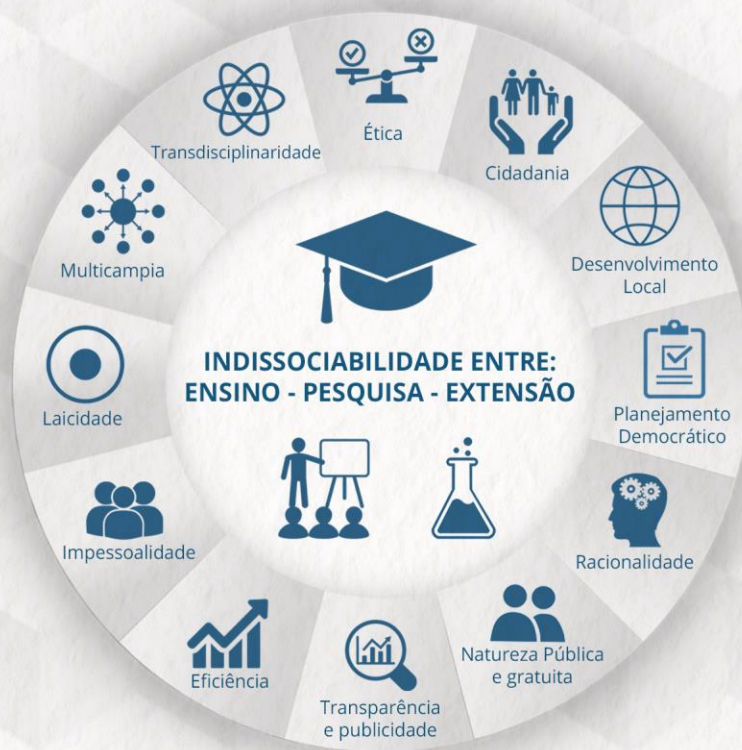 Ética
Cidadania
Desenvolvimento
Local
Planejamento
Democrático
Racionalidade
Natureza Pública
e gratuita
Transparência
e publicidade
Eficiência
Impessoalidade
Laicidade
Multicampia
Transdisciplinaridade
INDISSOCIABILIDADE ENTRE:
ENSINO - PESQUISA - EXTENSÃO